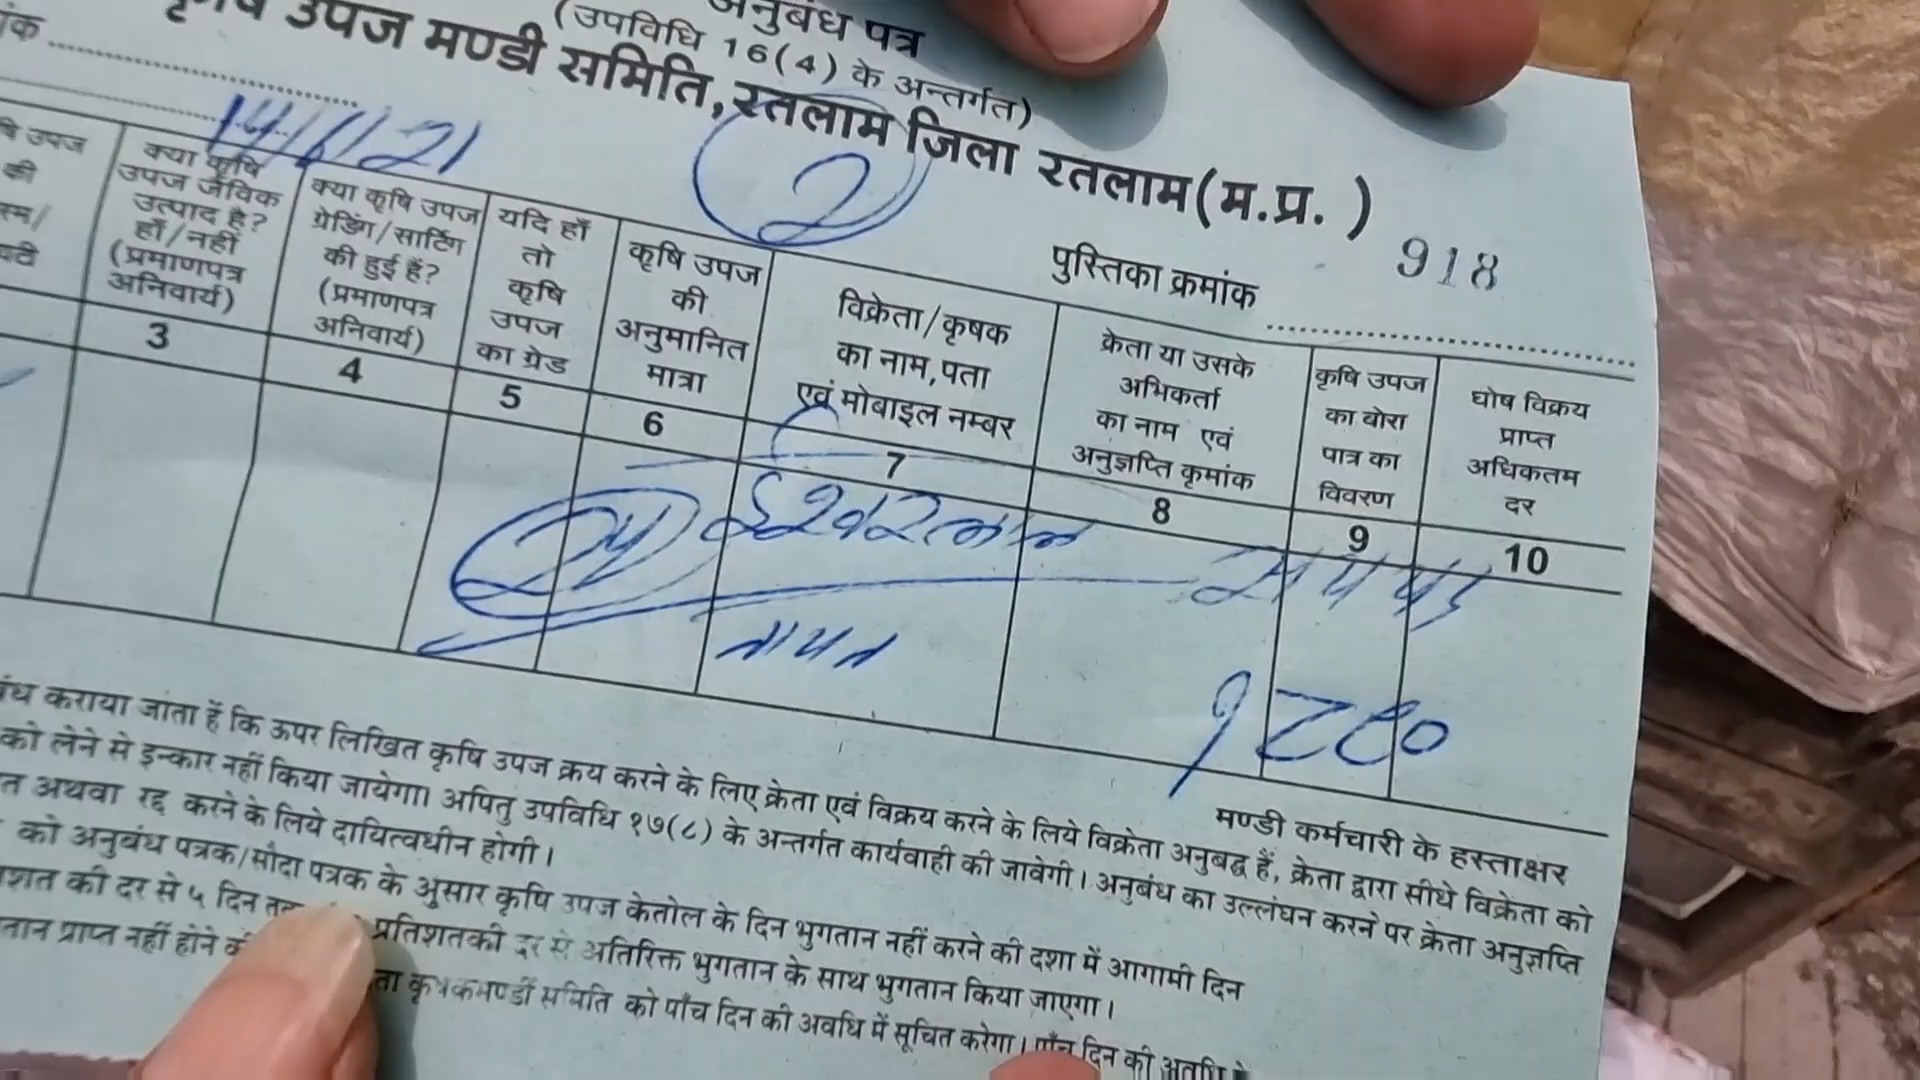 अनुबंध पत्र
(उपविधि 16(4) के अन्तर्गत)
कृषि उपज मण्डी समिति, रतलाम जिला रतलाम (म.प्र. )
14/6/21
2
पुस्तिका क्रमांक 918
उपज की
क्या कृषि उपज जैविक उत्पाद है? हाँ/नहीं (प्रमाणपत्र अनिवार्य)
क्या कृषि उपज ग्रेडिंग/सार्टिंग की हुई है? (प्रमाणपत्र अनिवार्य)
यदि हाँ तो कृषि उपज का ग्रेड
कृषि उपज की अनुमानित मात्रा
विक्रेता/कृषक का नाम, पता एवं मोबाइल नम्बर
क्रेता या उसके अभिकर्ता का नाम एवं अनुज्ञप्ति कृमांक
कृषि उपज का बोरा पात्र का विवरण
घोष विक्रय प्राप्त अधिकतम दर
3 4 5 6 7 8 9 10
ईश्वरलाल
मण्डी कर्मचारी के हस्ताक्षर
कराया जाता हैं कि ऊपर लिखित कृषि उपज क्रय करने के लिए क्रेता एवं विक्रय करने के लिये विक्रेता अनुबद्ध हैं, क्रेता द्वारा सीधे विक्रेता को
को लेने से इन्कार नहीं किया जायेगा। अपितु उपविधि १७(८) के अन्तर्गत कार्यवाही की जावेगी। अनुबंध का उल्लंघन करने पर क्रेता अनुज्ञप्ति
अथवा रद्द करने के लिये दायित्वधीन होगी।
को अनुबंध पत्रक/सौदा पत्रक के अुसार कृषि उपज केतोल के दिन भुगतान नहीं करने की दशा में आगामी दिन
की दर से ५ दिन प्रतिशतकी दर से अतिरिक्त भुगतान के साथ भुगतान किया जाएगा।
प्राप्त नहीं होने कृषकमण्डी समिति को पाँच दिन की अवधि में सूचित करेगा। पाँच दिन की